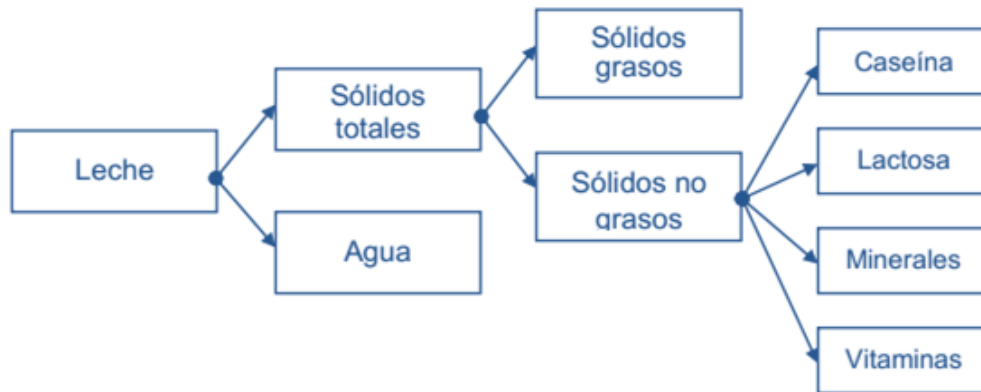 Leche
Sólidos
totales
Agua
Sólidos
grasos
Sólidos no
grasos
Caseína
Lactosa
Minerales
Vitaminas